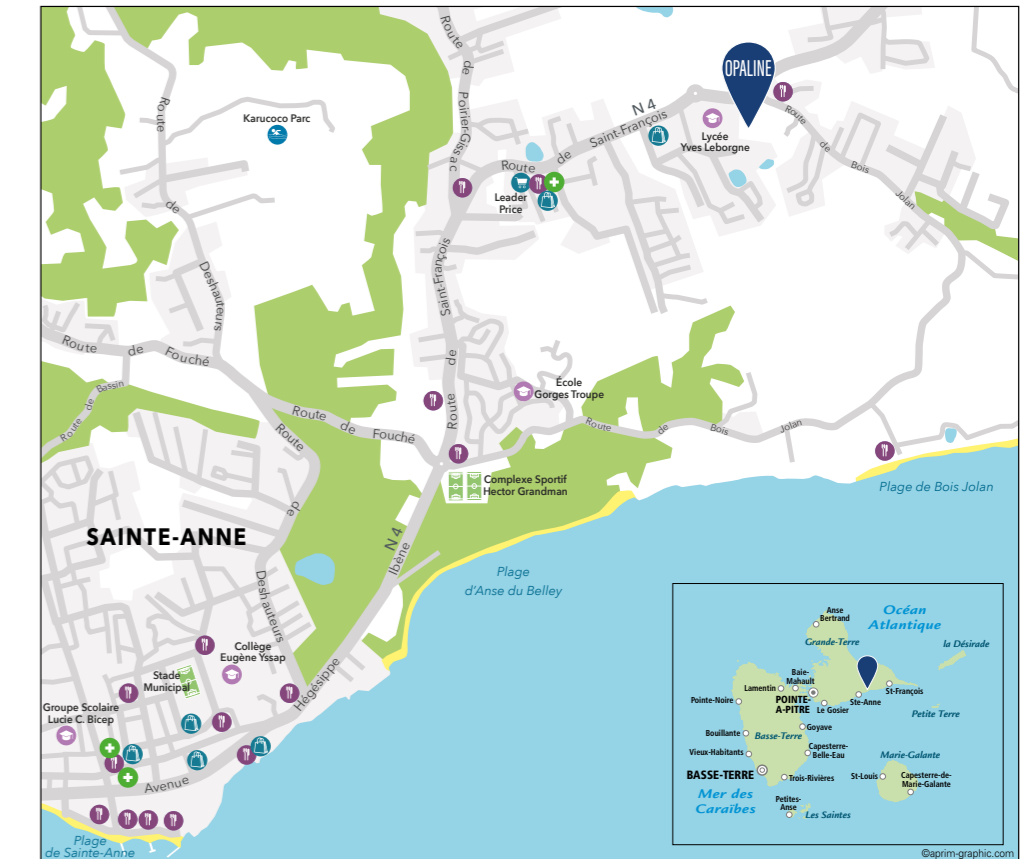 OPALINE
Route
de
Poirier-Gissac
N 4
Route
de
Saint-François
Lycée
Yves Leborgne
Route
de
Bois
Jolan
Karucoco Parc
Leader
Price
Route
de
Deshauteurs
Saint-François
de
Route
Route
de
Fouché
Route de Bassin
Route
de
Fouché
École
Gorges Troupe
Route
de
Bois
Jolan
Route
de
Deshauteurs
Complexe Sportif
Hector Grandman
Plage de Bois Jolan
SAINTE-ANNE
N 4
Ibène
Hégésippe
Avenue
Plage
d'Anse du Belley
Collège
Eugène Yssap
Stade
Municipal
Groupe Scolaire
Lucie C. Bicep
Plage
de Sainte-Anne
Anse
Bertrand
Océan
Atlantique
Grande-Terre
la Désirade
Baie-
Mahault
Lamentin
St-François
Pointe-Noire
POINTE-
A-PITRE
Ste-Anne
Le Gosier
Petite Terre
Goyave
Bouillante
Basse-Terre
Capesterre-
Belle-Eau
Vieux-Habitants
Marie-Galante
BASSE-TERRE
Trois-Rivières
St-Louis
Capesterre-de-
Marie-Galante
Mer des
Caraïbes
Petites-
Anse
Les Saintes
©aprim-graphic.com